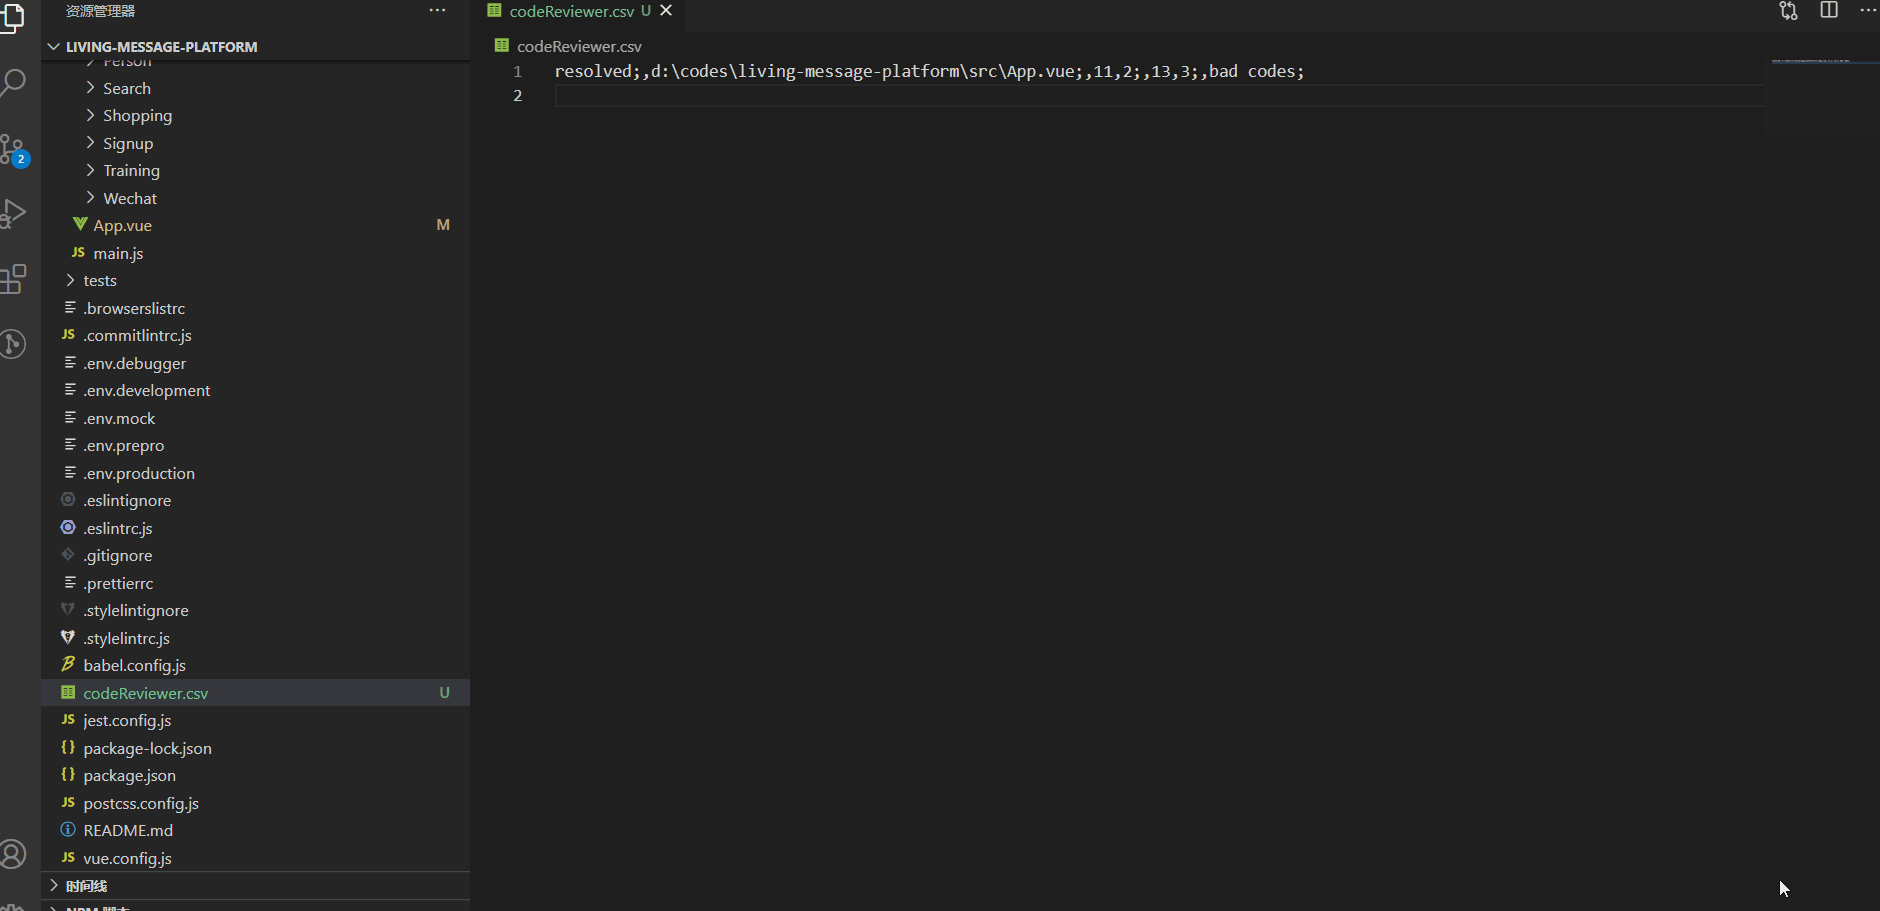 资源管理器
LIVING-MESSAGE-PLATFORM
Person
Search
Shopping
Signup
Training
Wechat
App.vue M
JS main.js
tests
.browserslistrc
JS .commitlintrc.js
.env.debugger
.env.development
.env.mock
.env.prepro
.env.production
.eslintignore
.eslintrc.js
.gitignore
.prettierrc
.stylelintignore
.stylelintrc.js
babel.config.js
codeReviewer.csv U
JS jest.config.js
{} package-lock.json
{} package.json
JS postcss.config.js
README.md
JS vue.config.js
时间线
NPM 脚本
2
codeReviewer.csv U
codeReviewer.csv
1 resolved;,d:\codes\living-message-platform\src\App.vue;,11,2;,13,3;,bad codes;
2